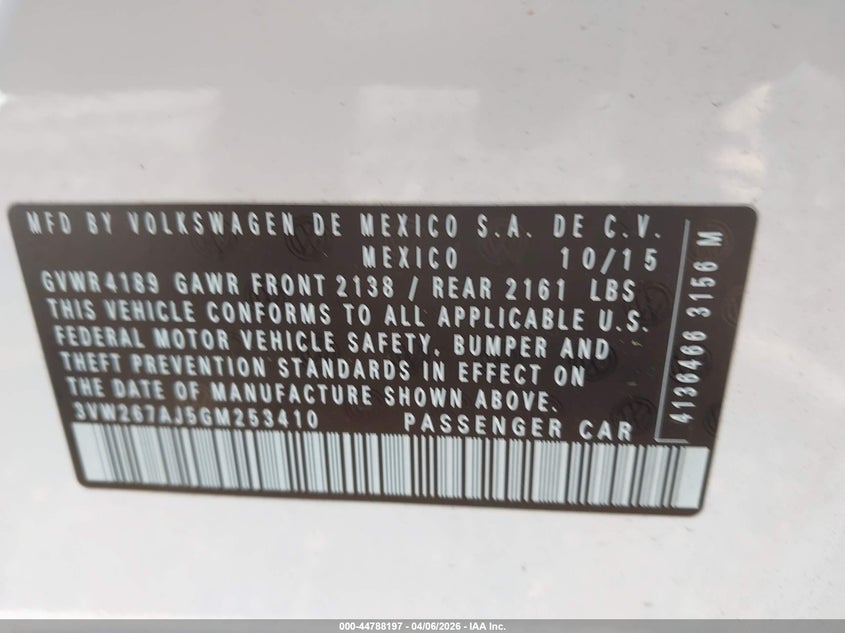 MFD BY VOLKSWAGEN DE MEXICO S.A. DE C.V.
MEXICO 10/15
GVWR4189 GAWR FRONT 2138 / REAR 2161 LBS
THIS VEHICLE CONFORMS TO ALL APPLICABLE U.S.
FEDERAL MOTOR VEHICLE SAFETY, BUMPER AND
THEFT PREVENTION STANDARDS IN EFFECT ON
THE DATE OF MANUFACTURE SHOWN ABOVE.
3VW267AJ5GM253410 PASSENGER CAR
4136466 3156 M
000-44788197 - 04/06/2026 - IAA Inc.